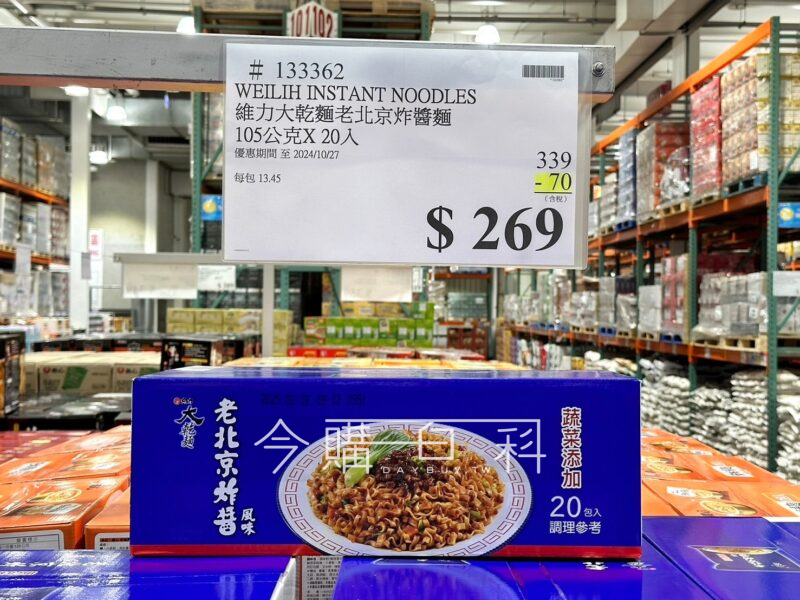 101/102
# 133362
WEILIH INSTANT NOODLES
維力大乾麵老北京炸醬麵
105公克X 20入
優惠期間 至 2024/10/27
每包 13.45
339
- 70
(含稅)
$ 269
大乾麵
老北京炸醬
風味
今購百科
DAYBUY.TW
蔬菜添加
20包入
調理參考